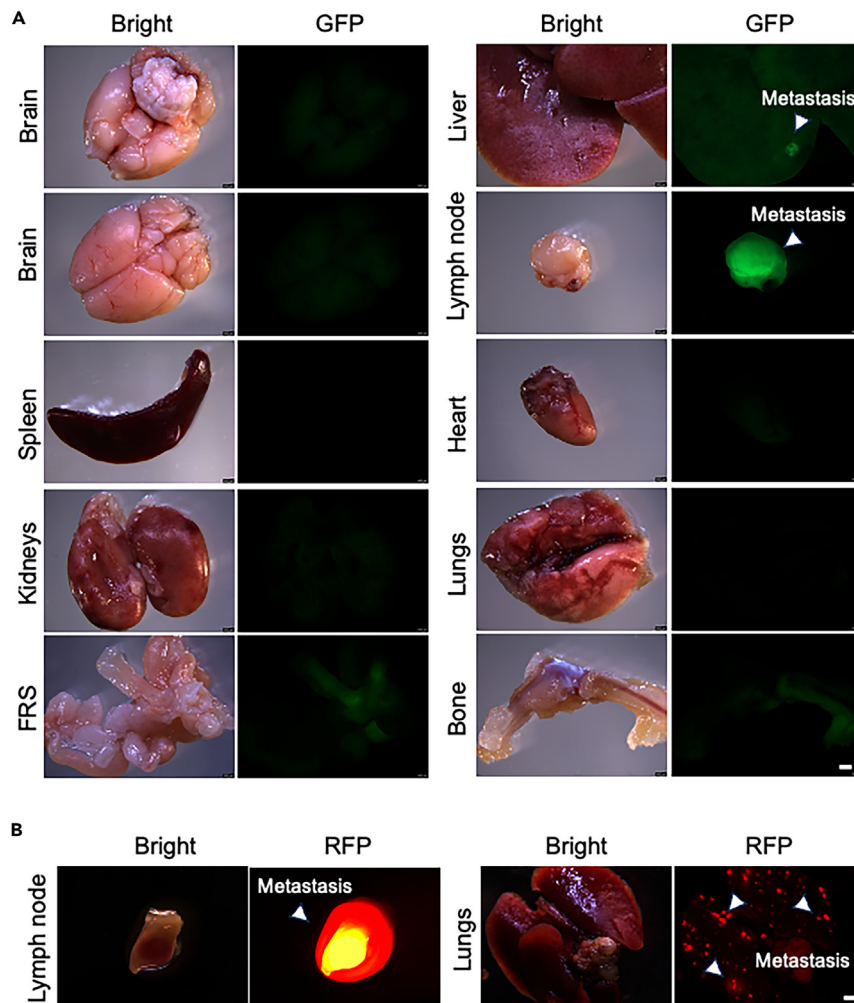 A
Bright GFP
Brain
Brain
Spleen
Kidneys
FRS
Bright GFP
Liver
Metastasis
Lymph node
Metastasis
Heart
Lungs
Bone
B
Bright RFP
Lymph node
Metastasis
Bright RFP
Lungs
Metastasis